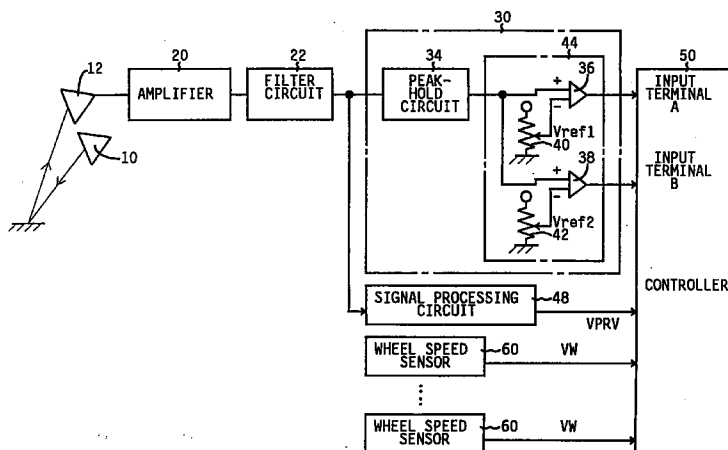 30
12
20
22
34
44
50
AMPLIFIER
FILTER
CIRCUIT
PEAK-
HOLD
CIRCUIT
+
-
36
INPUT
TERMINAL
A
10
Vref1
40
38
INPUT
TERMINAL
B
+
-
Vref2
42
SIGNAL PROCESSING
CIRCUIT
48
VPRV
CONTROLLER
WHEEL SPEED
SENSOR
60
VW
WHEEL SPEED
SENSOR
60
VW